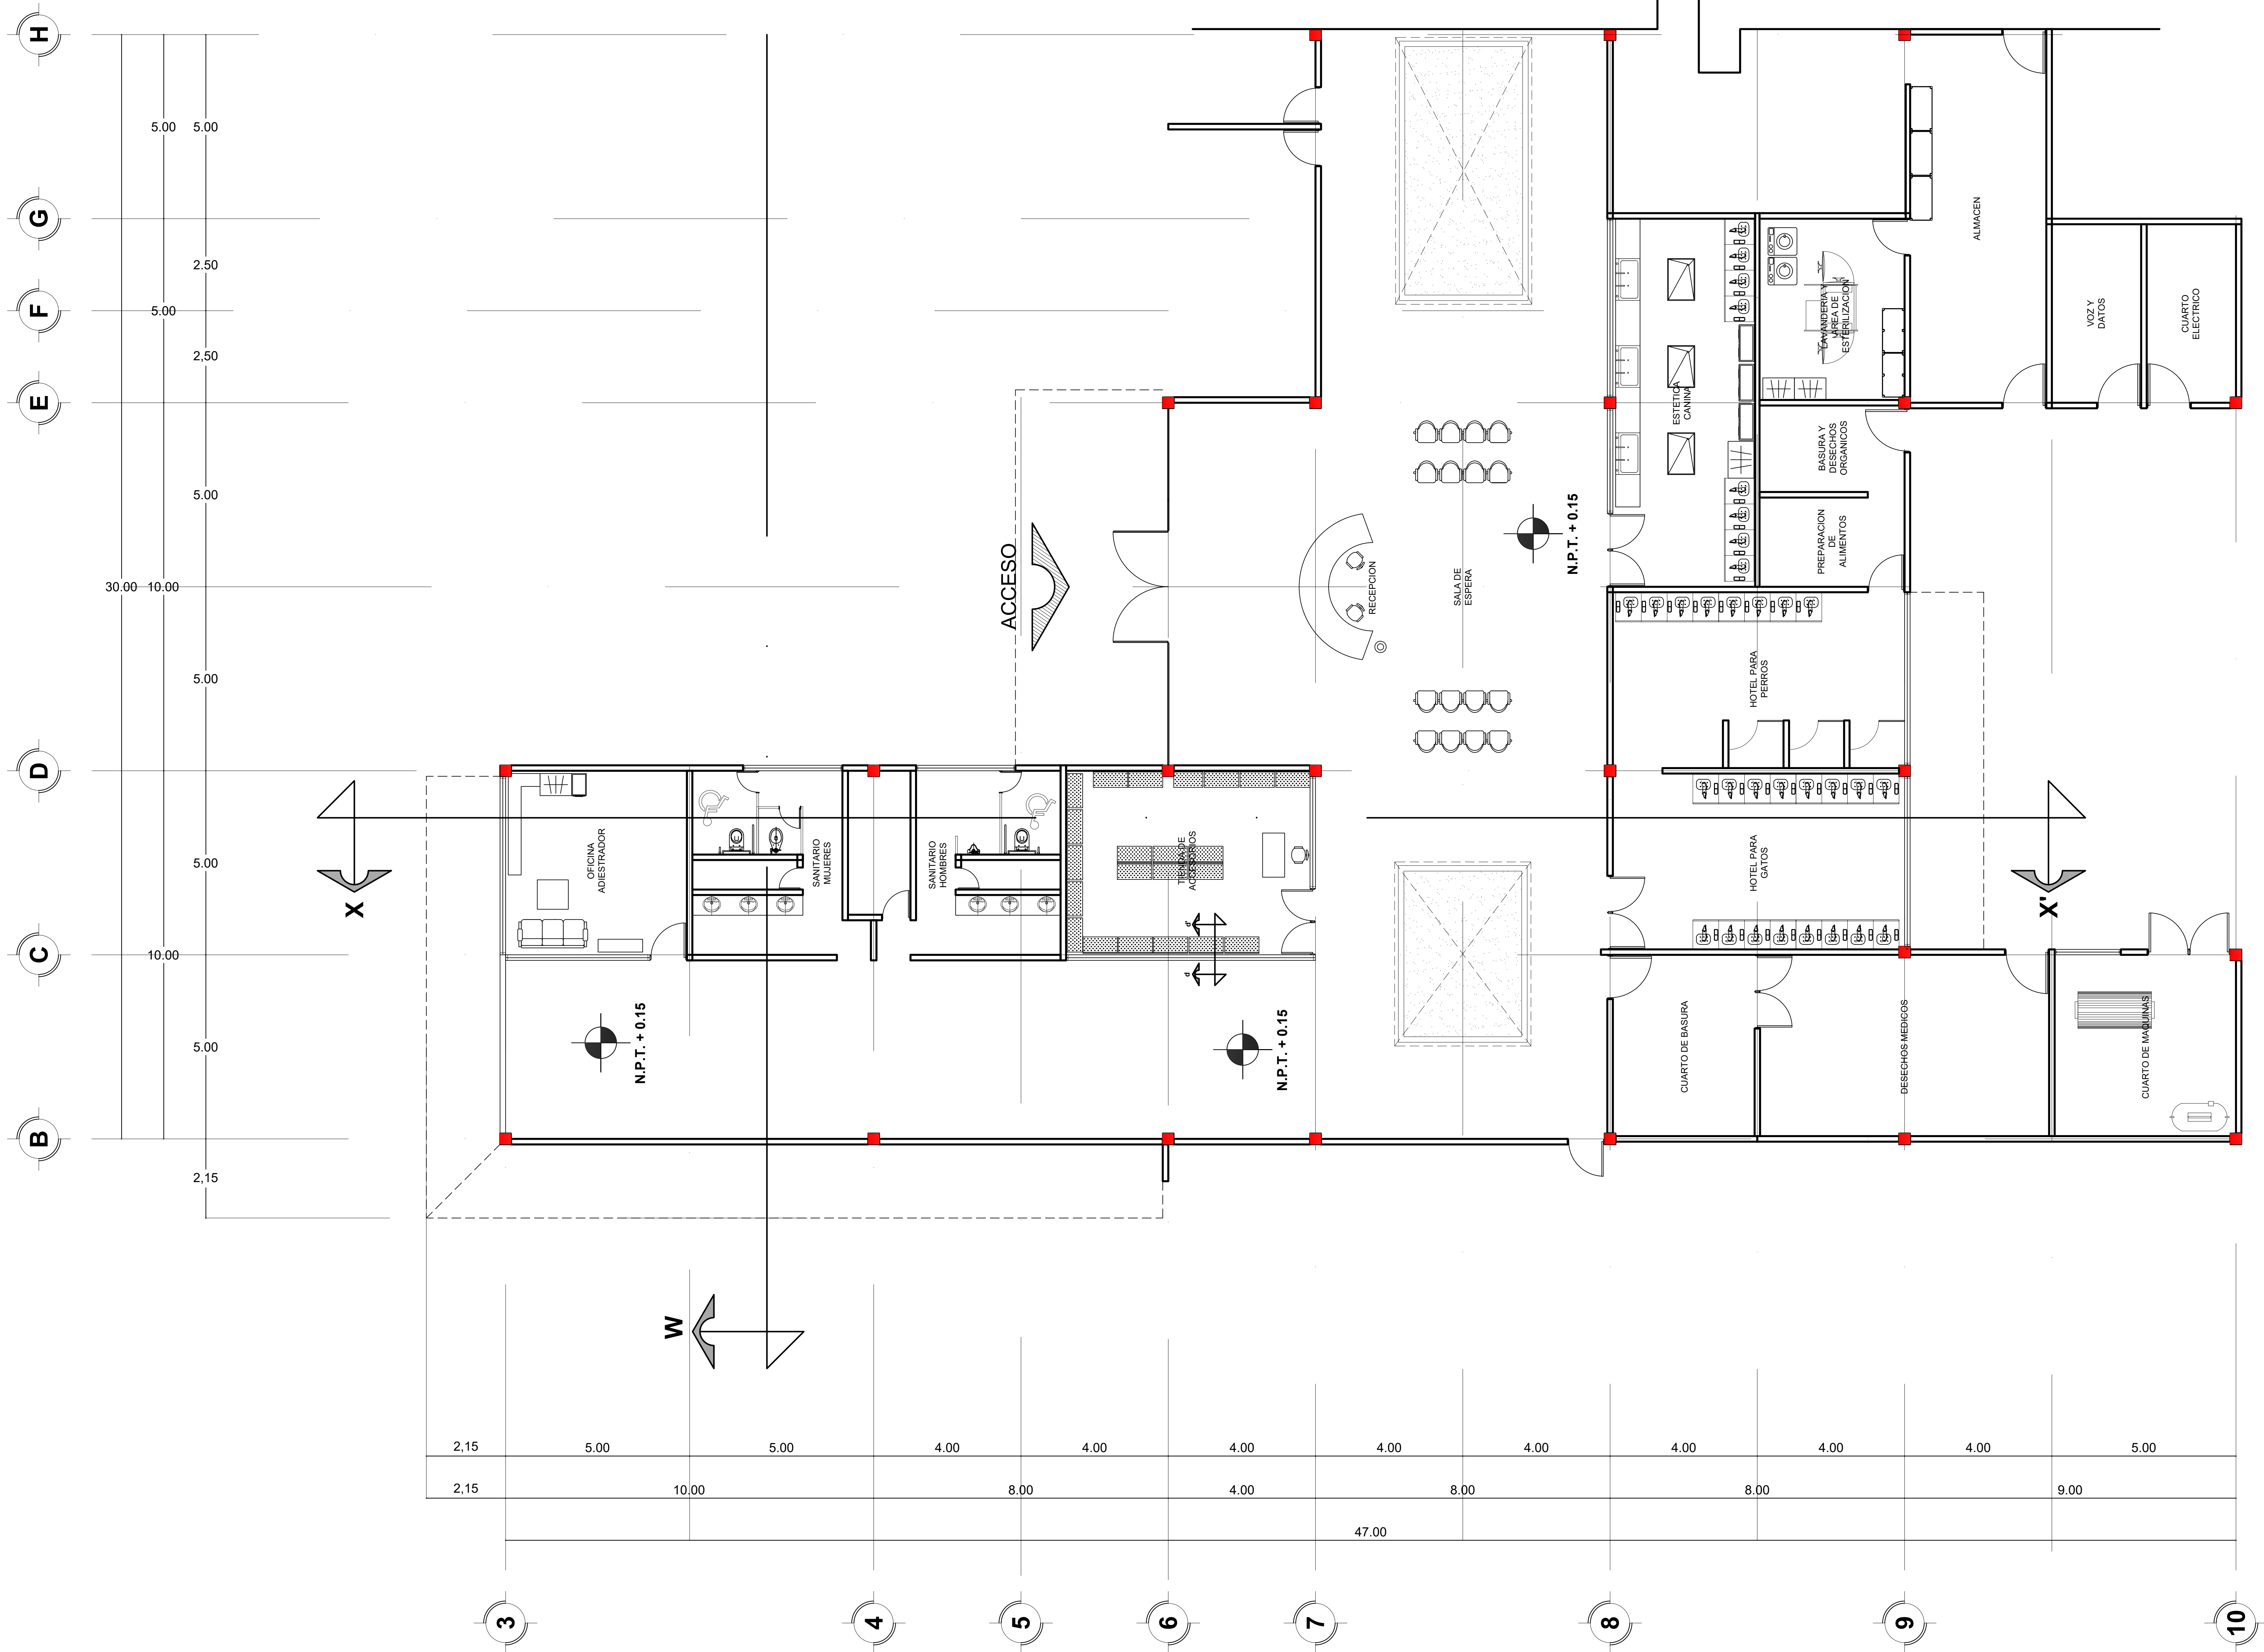 H
G
F
E
D
C
B
5.00
5.00
2.50
5.00
2,50
5.00
30.00
10.00
5.00
5.00
10.00
5.00
2,15
ACCESO
RECEPCION
SALA DE
ESPERA
N.P.T. + 0.15
ESTETICA
CANINA
LAVANDERIA Y
AREA DE
ESTERILIZACION
ALMACEN
VOZ Y
DATOS
CUARTO
ELECTRICO
BASURA Y
DESECHOS
ORGANICOS
PREPARACION
DE
ALIMENTOS
HOTEL PARA
PERROS
HOTEL PARA
GATOS
X
X'
OFICINA
ADIESTRADOR
SANITARIO
MUJERES
SANITARIO
HOMBRES
TIENDA DE
ACCESORIOS
d'
d
N.P.T. + 0.15
N.P.T. + 0.15
CUARTO DE BASURA
DESECHOS MEDICOS
CUARTO DE MAQUINAS
W
2,15
5.00
5.00
4.00
4.00
4.00
4.00
4.00
4.00
4.00
4.00
5.00
2,15
10.00
8.00
4.00
8.00
8.00
9.00
47.00
3
4
5
6
7
8
9
10